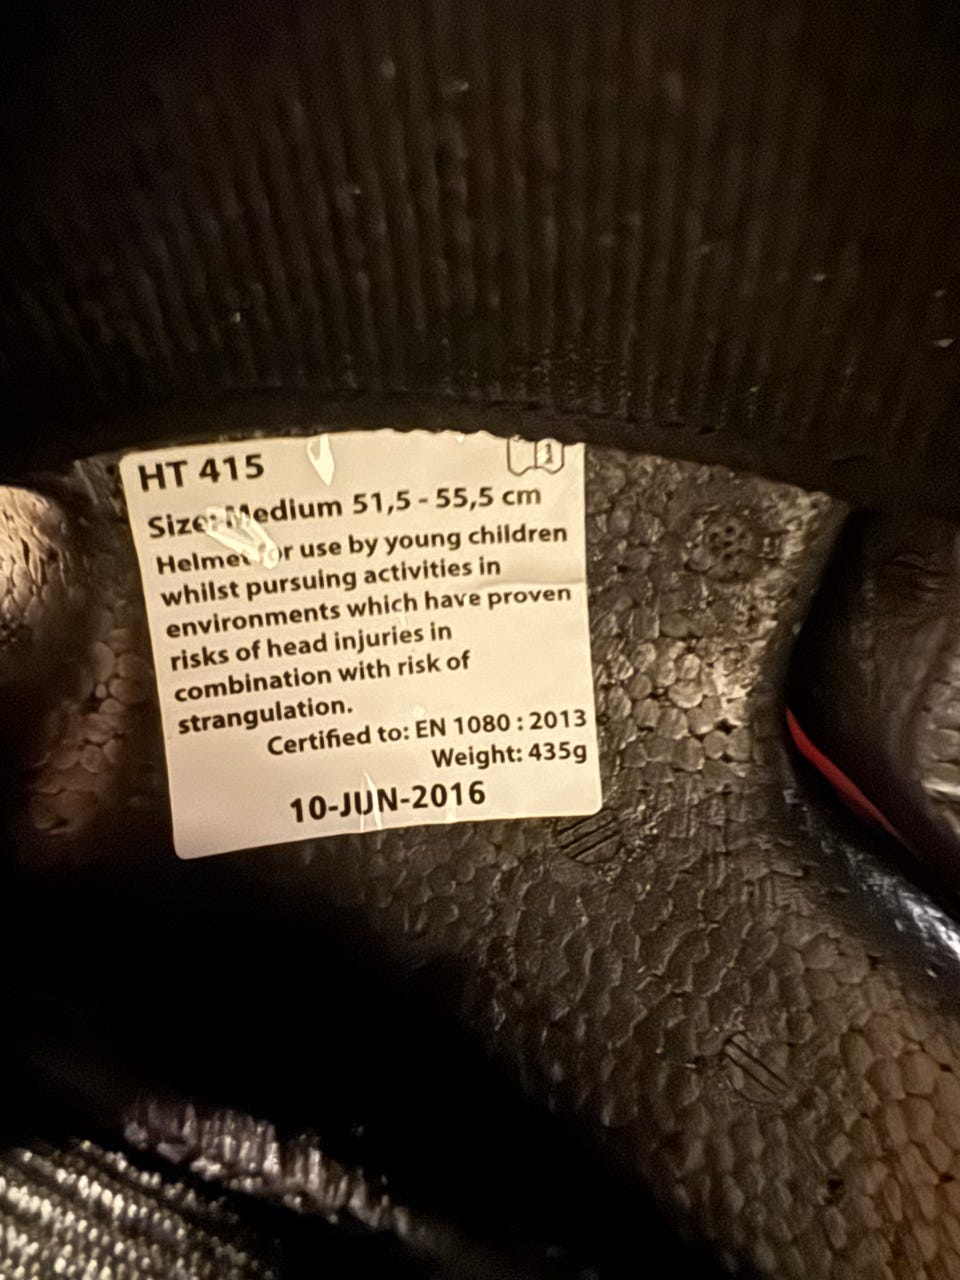 HT 415
Size: Medium 51,5 - 55,5 cm
Helmet for use by young children
whilst pursuing activities in
environments which have proven
risks of head injuries in
combination with risk of
strangulation.
Certified to: EN 1080 : 2013
Weight: 435g
10-JUN-2016